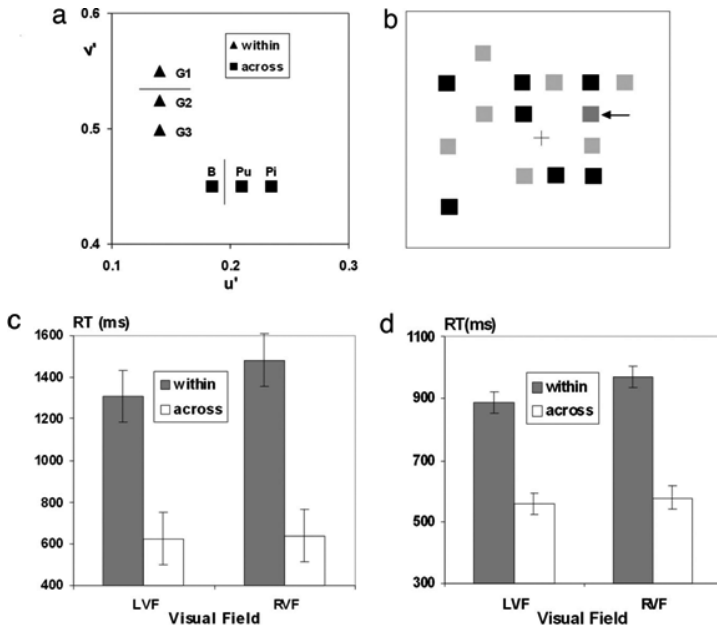 a
0.6
v'
0.5
0.4
0.1
0.2
0.3
u'
G1
G2
G3
B Pu Pi
within
across
b
c
RT (ms)
1600
1400
1200
1000
800
600
400
within
across
LVF RVF
Visual Field
d
RT(ms)
1100
900
700
500
300
within
across
LVF RVF
Visual Field